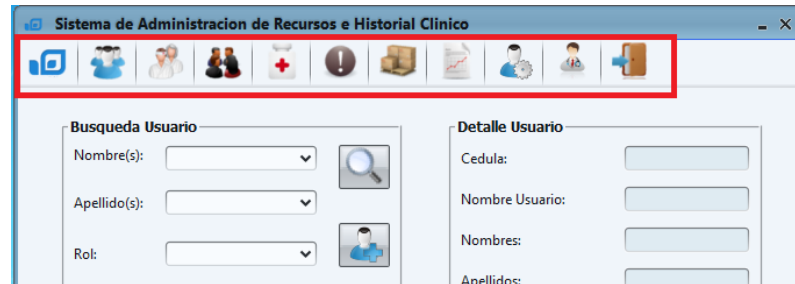 Sistema de Administracion de Recursos e Historial Clinico
Busqueda Usuario
Nombre(s):
Apellido(s):
Rol:
Detalle Usuario
Cedula:
Nombre Usuario:
Nombres:
Apellidos: